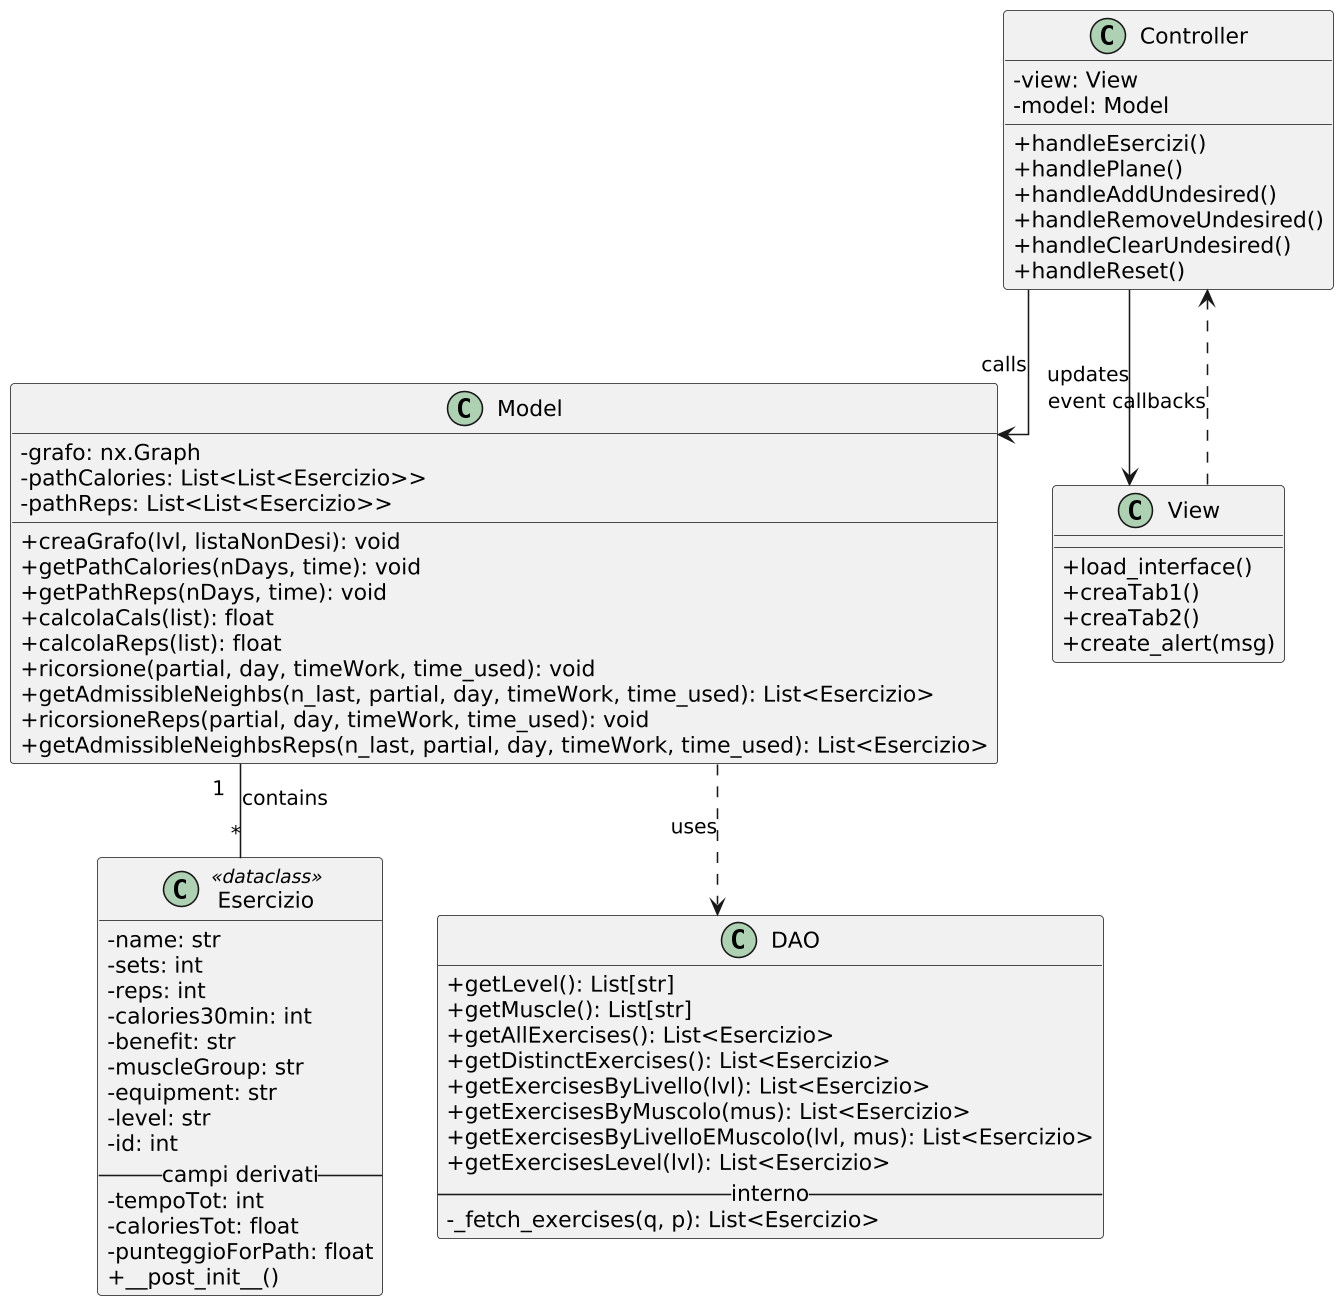 C Controller
-view: View
-model: Model
+handleEsercizi()
+handlePlane()
+handleAddUndesired()
+handleRemoveUndesired()
+handleClearUndesired()
+handleReset()
calls
updates
event callbacks
C Model
-grafo: nx.Graph
-pathCalories: List<List<Esercizio>>
-pathReps: List<List<Esercizio>>
+creaGrafo(lvl, listaNonDesi): void
+getPathCalories(nDays, time): void
+getPathReps(nDays, time): void
+calcolaCals(list): float
+calcolaReps(list): float
+ricorsione(partial, day, timeWork, time_used): void
+getAdmissibleNeighbs(n_last, partial, day, timeWork, time_used): List<Esercizio>
+ricorsioneReps(partial, day, timeWork, time_used): void
+getAdmissibleNeighbsReps(n_last, partial, day, timeWork, time_used): List<Esercizio>
C View
+load_interface()
+creaTab1()
+creaTab2()
+create_alert(msg)
1
contains
*
uses
«dataclass»
C Esercizio
-name: str
-sets: int
-reps: int
-calories30min: int
-benefit: str
-muscleGroup: str
-equipment: str
-level: str
-id: int
campi derivati
-tempoTot: int
-caloriesTot: float
-punteggioForPath: float
+__post_init__()
C DAO
+getLevel(): List[str]
+getMuscle(): List[str]
+getAllExercises(): List<Esercizio>
+getDistinctExercises(): List<Esercizio>
+getExercisesByLivello(lvl): List<Esercizio>
+getExercisesByMuscolo(mus): List<Esercizio>
+getExercisesByLivelloEMuscolo(lvl, mus): List<Esercizio>
+getExercisesLevel(lvl): List<Esercizio>
interno
-_fetch_exercises(q, p): List<Esercizio>